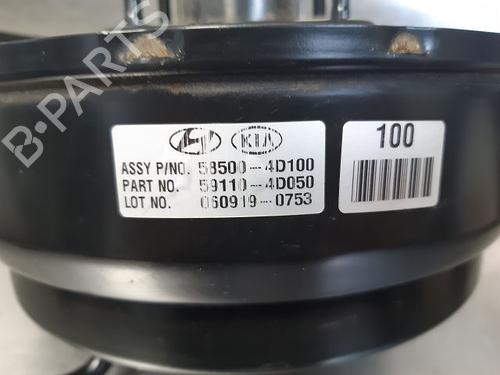 B-PARTS
KIA
100
ASSY P/NO. 58500-4D100
PART NO. 59110-4D050
LOT NO. 060919-0753